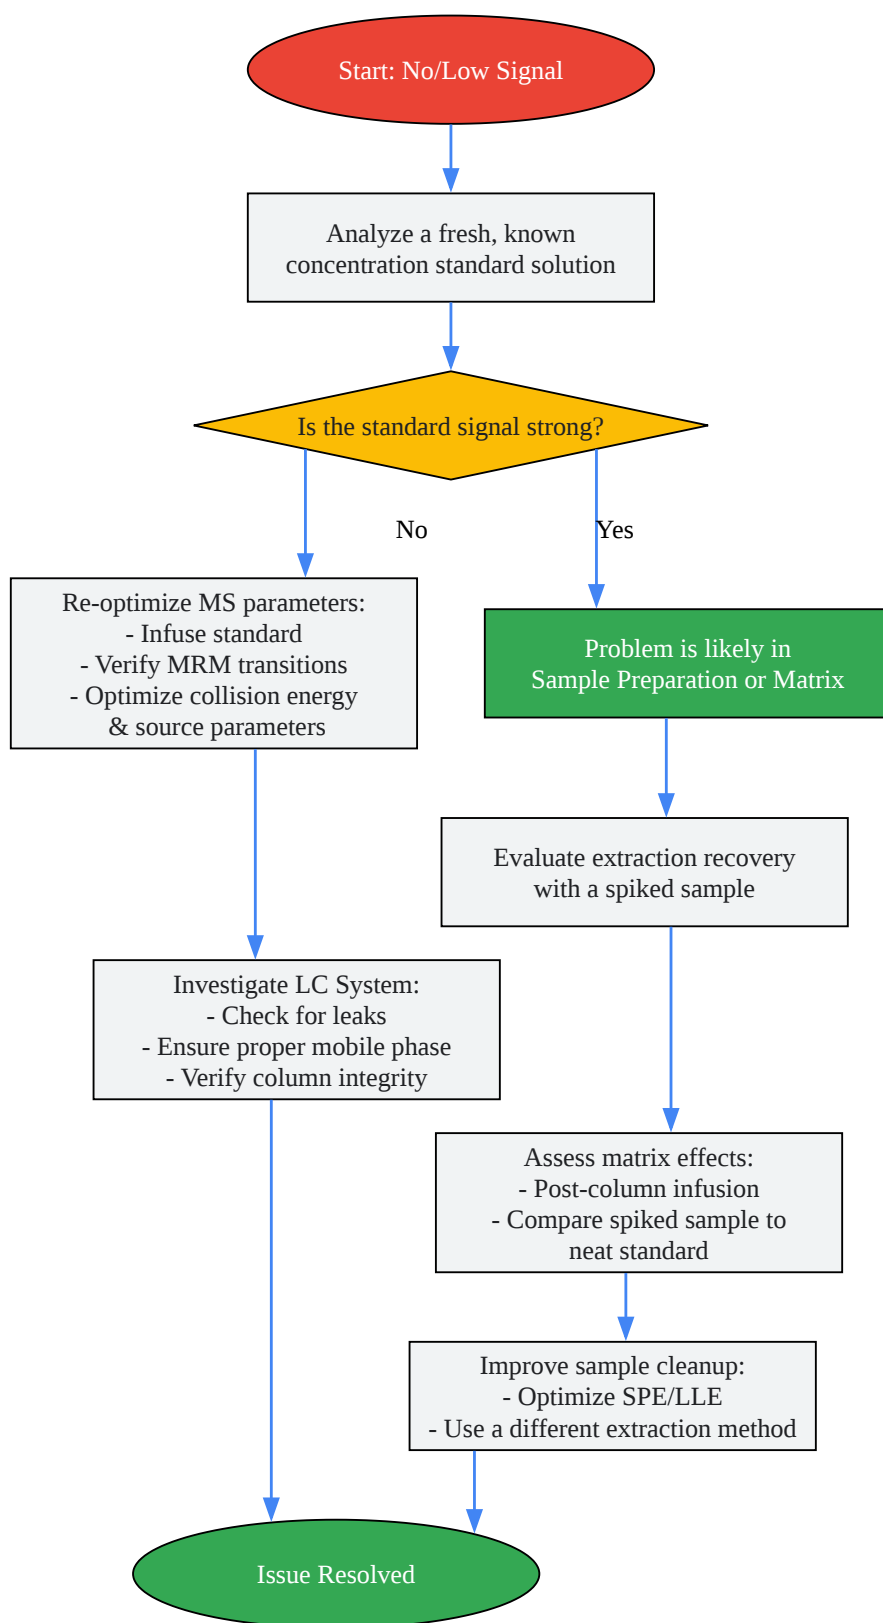 Start: No/Low Signal
Analyze a fresh, known
concentration standard solution
Is the standard signal strong?
No
Yes
Re-optimize MS parameters:
- Infuse standard
- Verify MRM transitions
- Optimize collision energy
& source parameters
Problem is likely in
Sample Preparation or Matrix
Evaluate extraction recovery
with a spiked sample
Investigate LC System:
- Check for leaks
- Ensure proper mobile phase
- Verify column integrity
Assess matrix effects:
- Post-column infusion
- Compare spiked sample to
neat standard
Improve sample cleanup:
- Optimize SPE/LLE
- Use a different extraction method
Issue Resolved